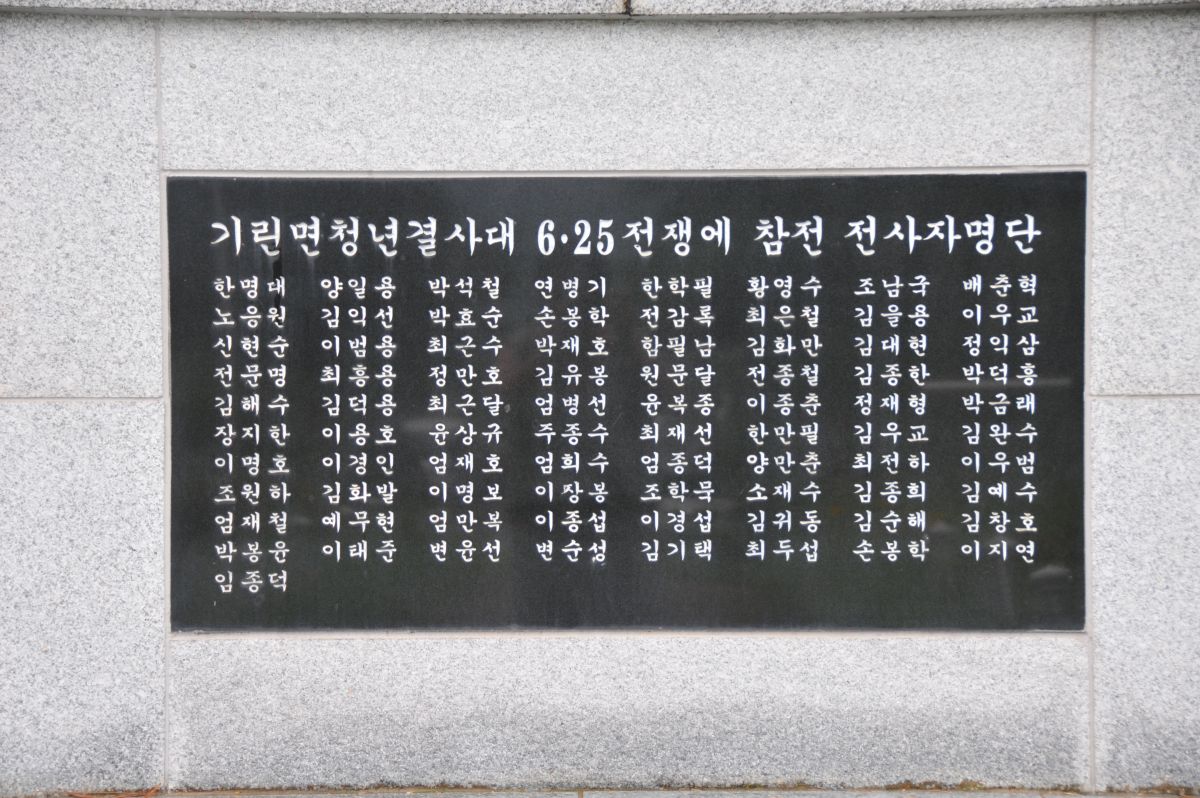 기린면청년결사대 6·25전쟁에 참전 전사자명단
한명대 양일용 박석철 연병기 한학필 황영수 조남국 배춘혁
노응원 김익선 박효순 손봉학 전감록 최은철 김을용 이우교
신현순 이범용 최근수 박재호 함필남 김화만 김대현 정익삼
전문명 최흥용 정만호 김유봉 원문달 전종철 김종한 박덕흥
김해수 김덕용 최근달 엄병선 윤복종 이종춘 정재형 박금래
장지한 이용호 윤상규 주종수 최재선 한만필 김우교 김완수
이명호 이경인 엄재호 엄희수 엄종덕 양만춘 최전하 이우범
조원하 김화발 이명보 이장봉 조학묵 소재수 김종희 김예수
엄재철 예무현 엄만복 이종섭 이경섭 김귀동 김순해 김창호
박봉윤 이태준 변윤선 변순성 김기택 최두섭 손봉학 이지연
임종덕